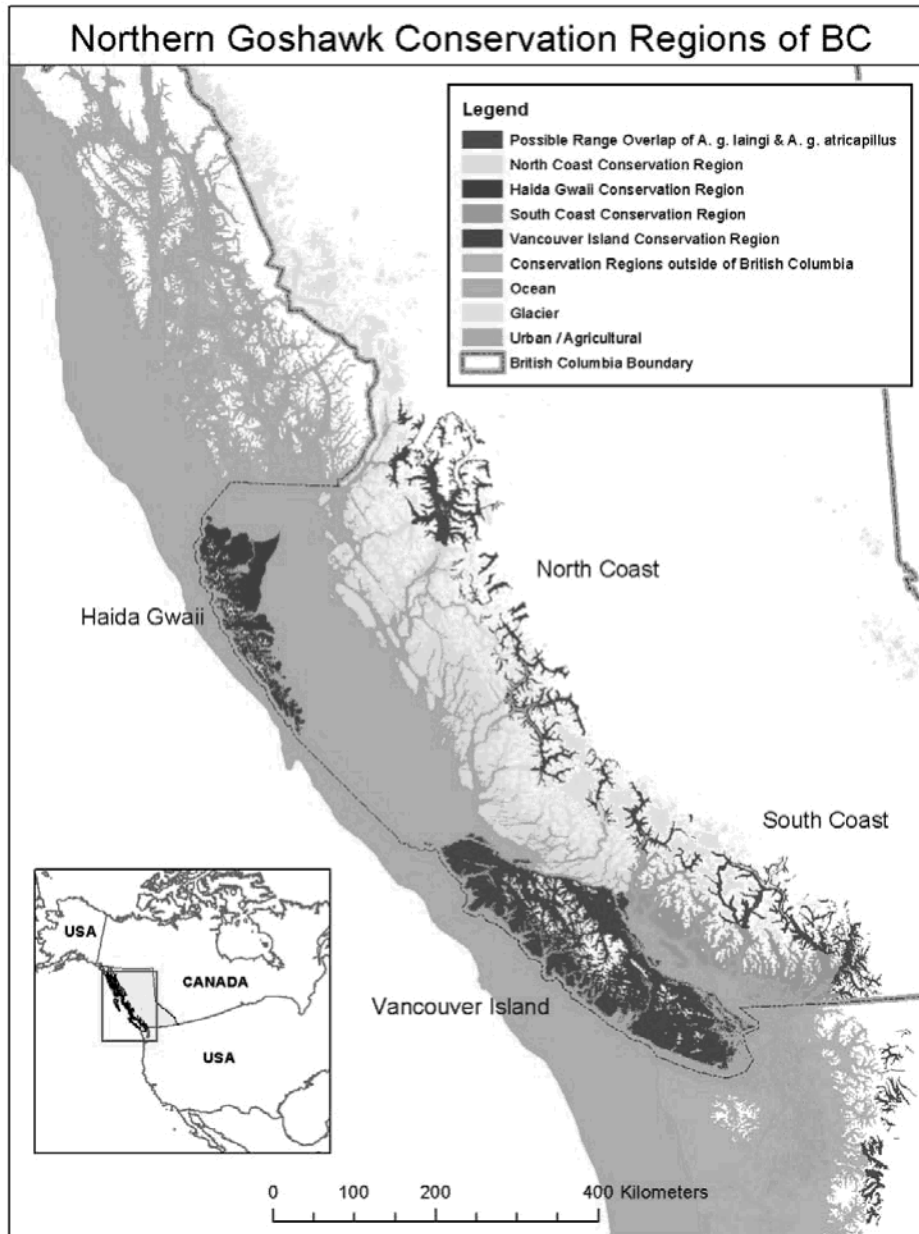 Northern Goshawk Conservation Regions of BC
Legend
Possible Range Overlap of A. g. laingi & A. g. atricapillus
North Coast Conservation Region
Haida Gwaii Conservation Region
South Coast Conservation Region
Vancouver Island Conservation Region
Conservation Regions outside of British Columbia
Ocean
Glacier
Urban / Agricultural
British Columbia Boundary
North Coast
Haida Gwaii
South Coast
Vancouver Island
USA
CANADA
USA
0 100 200 400 Kilometers